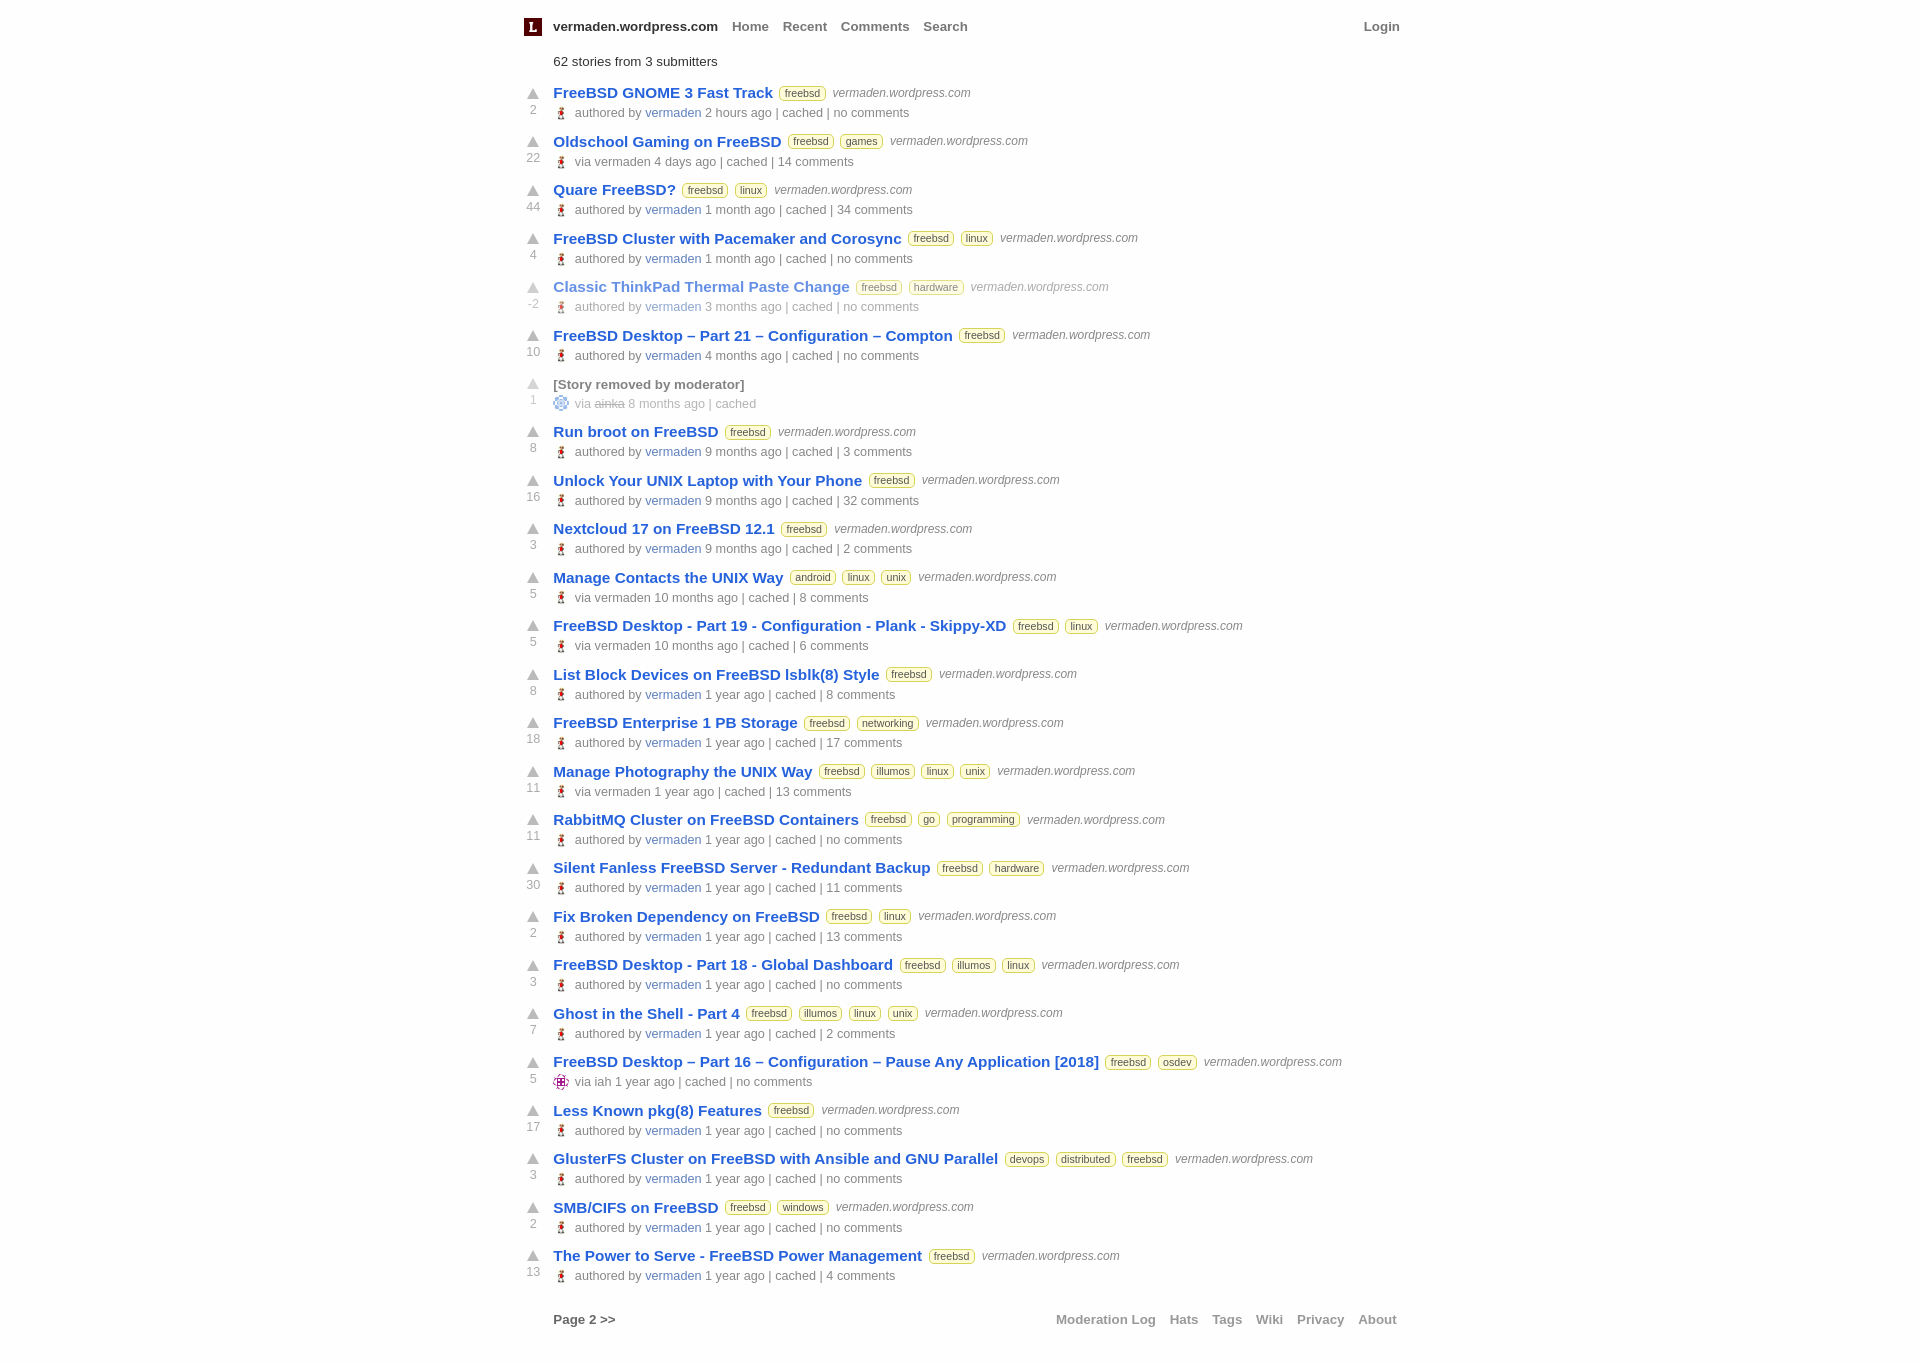 L vermaden.wordpress.com Home Recent Comments Search Login
62 stories from 3 submitters
FreeBSD GNOME 3 Fast Track freebsd vermaden.wordpress.com
2 authored by vermaden 2 hours ago | cached | no comments
Oldschool Gaming on FreeBSD freebsd games vermaden.wordpress.com
22 via vermaden 4 days ago | cached | 14 comments
Quare FreeBSD? freebsd linux vermaden.wordpress.com
44 authored by vermaden 1 month ago | cached | 34 comments
FreeBSD Cluster with Pacemaker and Corosync freebsd linux vermaden.wordpress.com
4 authored by vermaden 1 month ago | cached | no comments
Classic ThinkPad Thermal Paste Change freebsd hardware vermaden.wordpress.com
-2 authored by vermaden 3 months ago | cached | no comments
FreeBSD Desktop – Part 21 – Configuration – Compton freebsd vermaden.wordpress.com
10 authored by vermaden 4 months ago | cached | no comments
[Story removed by moderator]
1 via ainka 8 months ago | cached
Run broot on FreeBSD freebsd vermaden.wordpress.com
8 authored by vermaden 9 months ago | cached | 3 comments
Unlock Your UNIX Laptop with Your Phone freebsd vermaden.wordpress.com
16 authored by vermaden 9 months ago | cached | 32 comments
Nextcloud 17 on FreeBSD 12.1 freebsd vermaden.wordpress.com
3 authored by vermaden 9 months ago | cached | 2 comments
Manage Contacts the UNIX Way android linux unix vermaden.wordpress.com
5 via vermaden 10 months ago | cached | 8 comments
FreeBSD Desktop - Part 19 - Configuration - Plank - Skippy-XD freebsd linux vermaden.wordpress.com
5 via vermaden 10 months ago | cached | 6 comments
List Block Devices on FreeBSD lsblk(8) Style freebsd vermaden.wordpress.com
8 authored by vermaden 1 year ago | cached | 8 comments
FreeBSD Enterprise 1 PB Storage freebsd networking vermaden.wordpress.com
18 authored by vermaden 1 year ago | cached | 17 comments
Manage Photography the UNIX Way freebsd illumos linux unix vermaden.wordpress.com
11 via vermaden 1 year ago | cached | 13 comments
RabbitMQ Cluster on FreeBSD Containers freebsd go programming vermaden.wordpress.com
11 authored by vermaden 1 year ago | cached | no comments
Silent Fanless FreeBSD Server - Redundant Backup freebsd hardware vermaden.wordpress.com
30 authored by vermaden 1 year ago | cached | 11 comments
Fix Broken Dependency on FreeBSD freebsd linux vermaden.wordpress.com
2 authored by vermaden 1 year ago | cached | 13 comments
FreeBSD Desktop - Part 18 - Global Dashboard freebsd illumos linux vermaden.wordpress.com
3 authored by vermaden 1 year ago | cached | no comments
Ghost in the Shell - Part 4 freebsd illumos linux unix vermaden.wordpress.com
7 authored by vermaden 1 year ago | cached | 2 comments
FreeBSD Desktop – Part 16 – Configuration – Pause Any Application [2018] freebsd osdev vermaden.wordpress.com
5 via iah 1 year ago | cached | no comments
Less Known pkg(8) Features freebsd vermaden.wordpress.com
17 authored by vermaden 1 year ago | cached | no comments
GlusterFS Cluster on FreeBSD with Ansible and GNU Parallel devops distributed freebsd vermaden.wordpress.com
3 authored by vermaden 1 year ago | cached | no comments
SMB/CIFS on FreeBSD freebsd windows vermaden.wordpress.com
2 authored by vermaden 1 year ago | cached | no comments
The Power to Serve - FreeBSD Power Management freebsd vermaden.wordpress.com
13 authored by vermaden 1 year ago | cached | 4 comments
Page 2 >> Moderation Log Hats Tags Wiki Privacy About